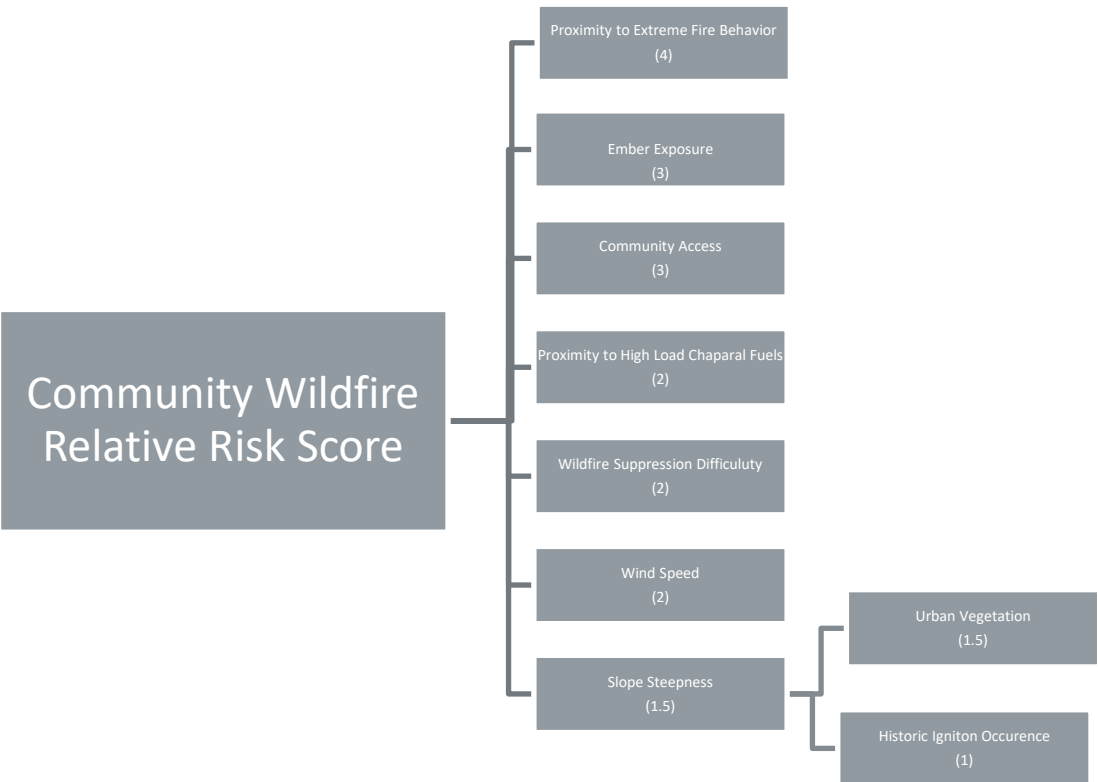 Proximity to Extreme Fire Behavior
(4)
Ember Exposure
(3)
Community Access
(3)
Proximity to High Load Chaparal Fuels
(2)
Community Wildfire
Relative Risk Score
Wildfire Suppression Difficuluty
(2)
Wind Speed
(2)
Slope Steepness
(1.5)
Urban Vegetation
(1.5)
Historic Igniton Occurence
(1)